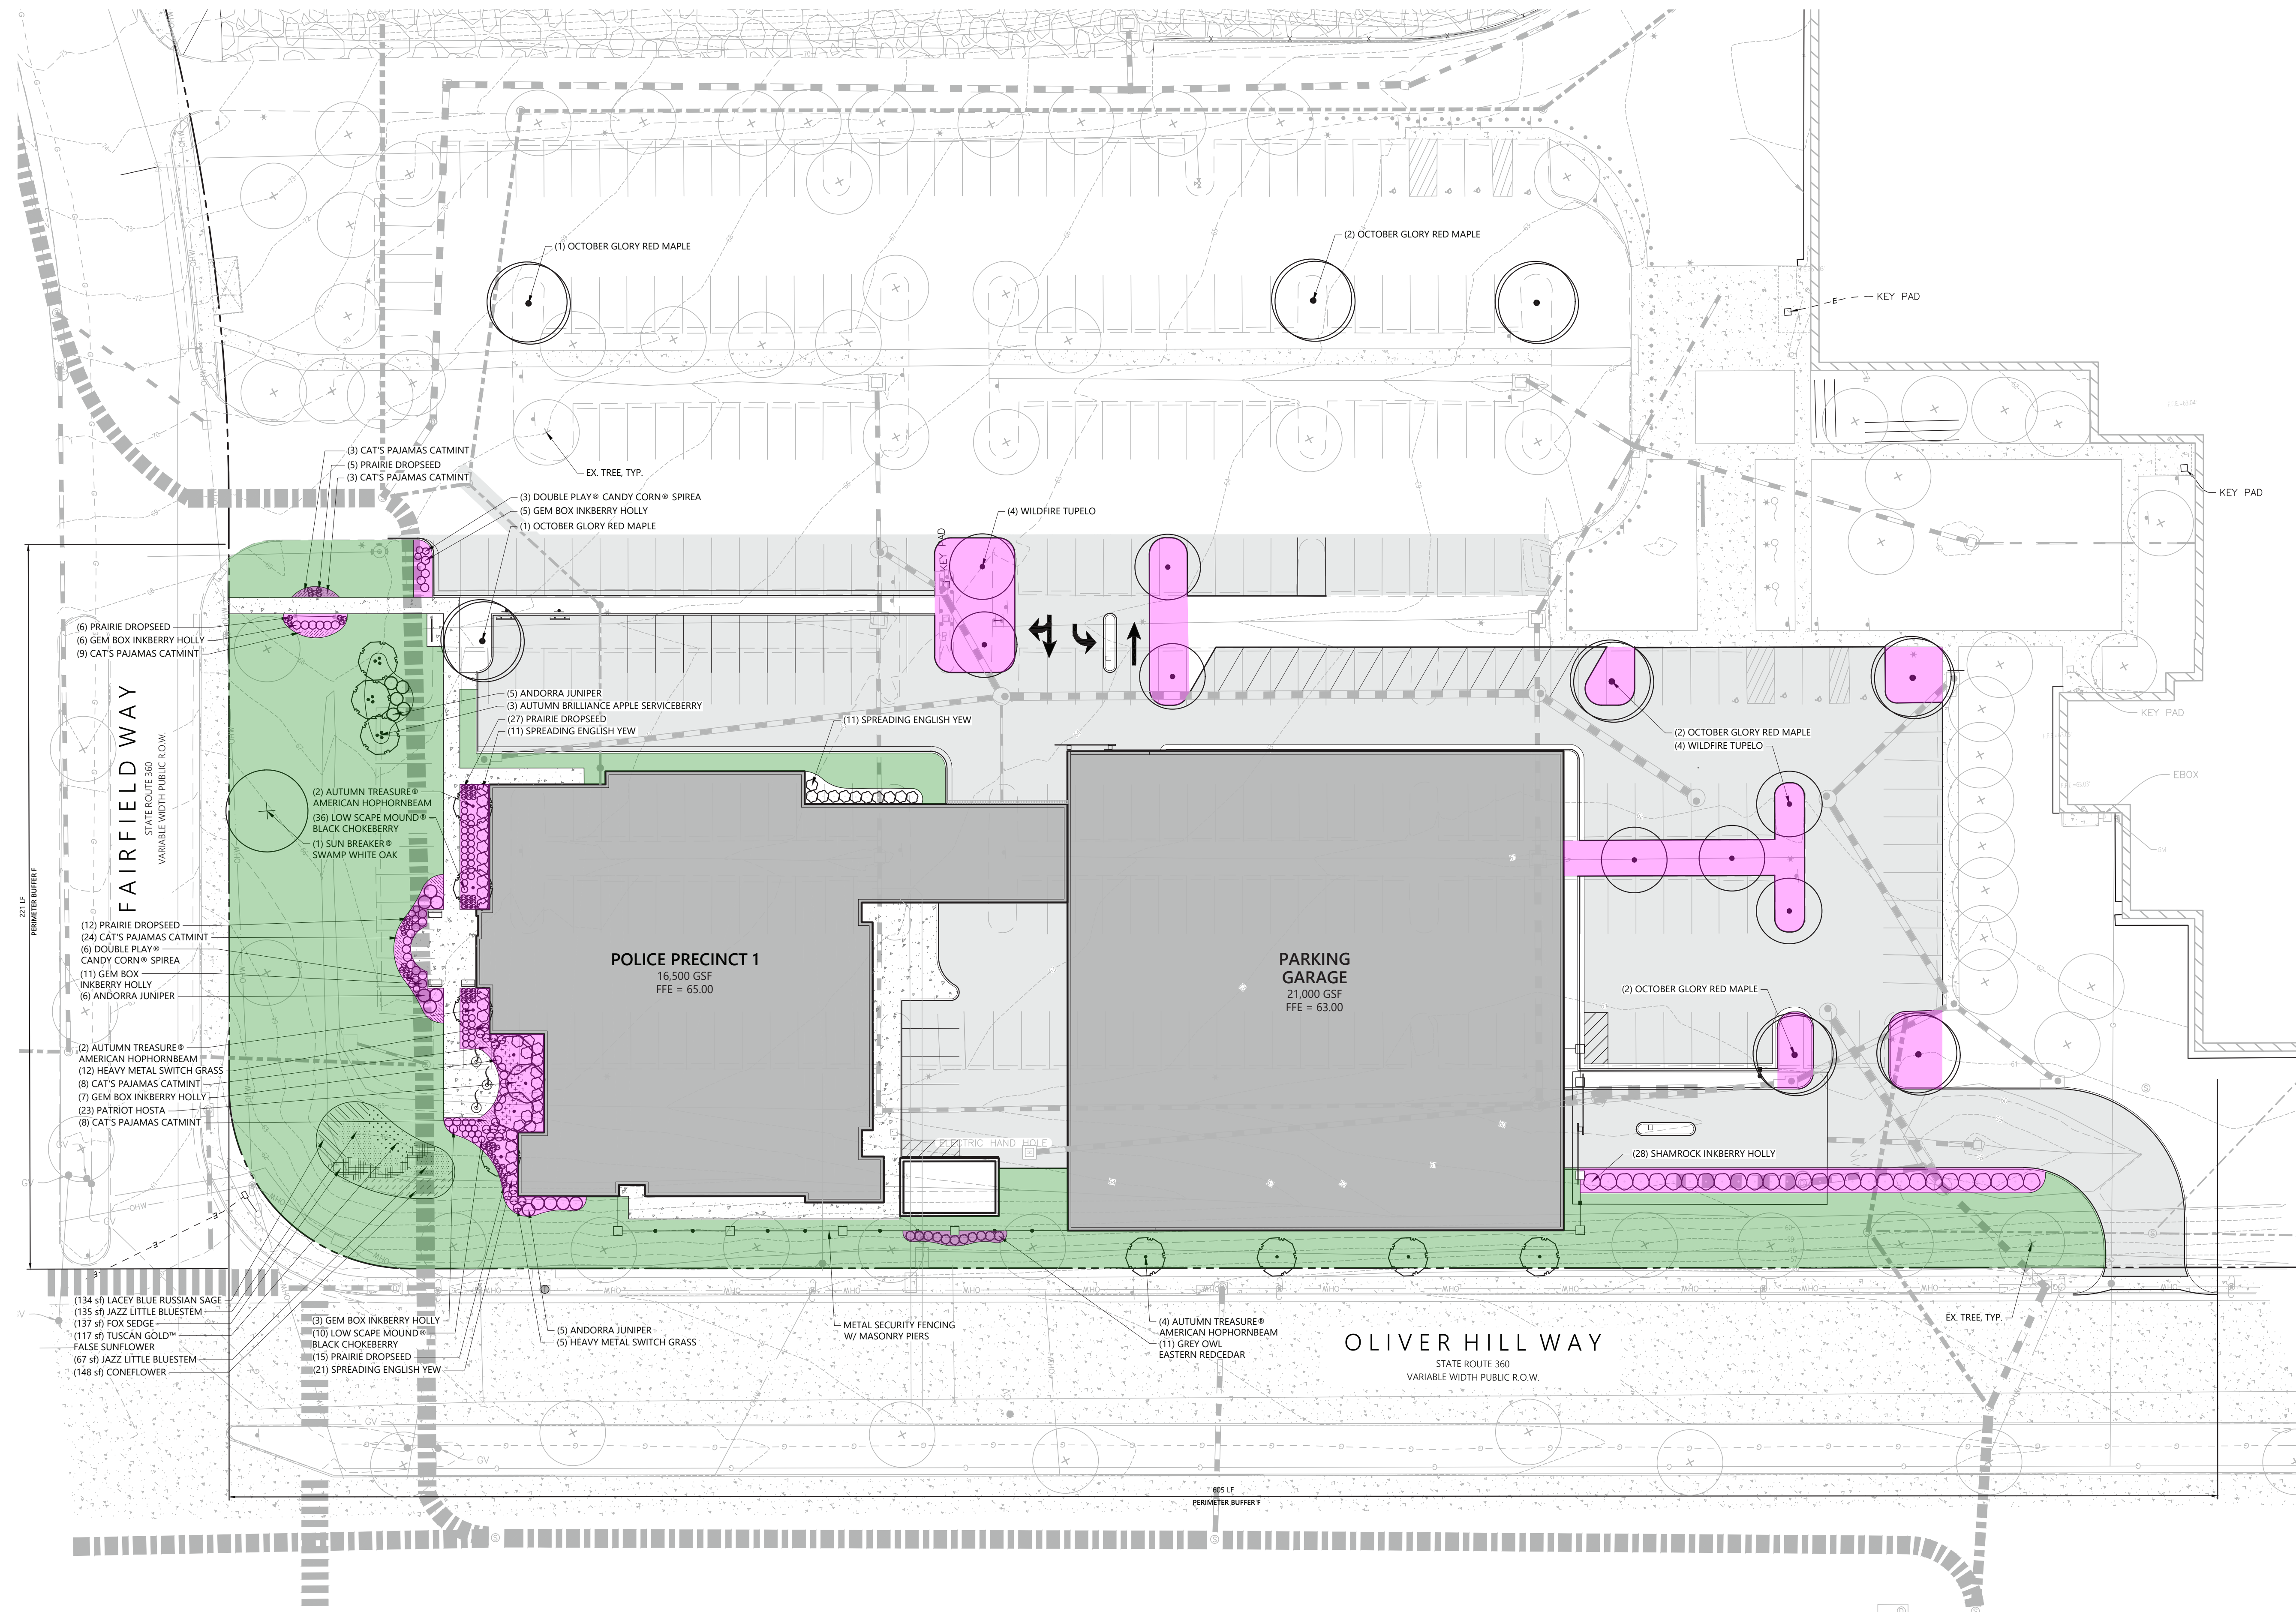 (1) OCTOBER GLORY RED MAPLE
(2) OCTOBER GLORY RED MAPLE
KEY PAD
E
(3) CAT'S PAJAMAS CATMINT
(5) PRAIRIE DROPSEED
(3) CAT'S PAJAMAS CATMINT
EX. TREE, TYP.
KEY PAD
(3) DOUBLE PLAY® CANDY CORN® SPIREA
(5) GEM BOX INKBERRY HOLLY
(1) OCTOBER GLORY RED MAPLE
(4) WILDFIRE TUPELO
KEY PAD
(6) PRAIRIE DROPSEED
(6) GEM BOX INKBERRY HOLLY
(9) CAT'S PAJAMAS CATMINT
(5) ANDORRA JUNIPER
(3) AUTUMN BRILLIANCE APPLE SERVICEBERRY
(27) PRAIRIE DROPSEED
(11) SPREADING ENGLISH YEW
(11) SPREADING ENGLISH YEW
KEY PAD
(2) OCTOBER GLORY RED MAPLE
(4) WILDFIRE TUPELO
EBOX
FAIRFIELD WAY
STATE ROUTE 360
VARIABLE WIDTH PUBLIC R.O.W.
221 LF
PERIMETER BUFFER F
(2) AUTUMN TREASURE®
AMERICAN HOPHORNBEAM
(36) LOW SCAPE MOUND®
BLACK CHOKEBERRY
(1) SUN BREAKER®
SWAMP WHITE OAK
(12) PRAIRIE DROPSEED
(24) CAT'S PAJAMAS CATMINT
(6) DOUBLE PLAY®
CANDY CORN® SPIREA
(11) GEM BOX
INKBERRY HOLLY
(6) ANDORRA JUNIPER
POLICE PRECINCT 1
16,500 GSF
FFE = 65.00
PARKING
GARAGE
21,000 GSF
FFE = 63.00
(2) OCTOBER GLORY RED MAPLE
(2) AUTUMN TREASURE®
AMERICAN HOPHORNBEAM
(12) HEAVY METAL SWITCH GRASS
(8) CAT'S PAJAMAS CATMINT
(7) GEM BOX INKBERRY HOLLY
(23) PATRIOT HOSTA
(8) CAT'S PAJAMAS CATMINT
ELECTRIC HAND HOLE
(28) SHAMROCK INKBERRY HOLLY
GV
GV
GV
(134 sf) LACEY BLUE RUSSIAN SAGE
(135 sf) JAZZ LITTLE BLUESTEM
(137 sf) FOX SEDGE
(117 sf) TUSCAN GOLD™
FALSE SUNFLOWER
(67 sf) JAZZ LITTLE BLUESTEM
(148 sf) CONEFLOWER
(3) GEM BOX INKBERRY HOLLY
(10) LOW SCAPE MOUND®
BLACK CHOKEBERRY
(15) PRAIRIE DROPSEED
(21) SPREADING ENGLISH YEW
(5) ANDORRA JUNIPER
(5) HEAVY METAL SWITCH GRASS
METAL SECURITY FENCING
W/ MASONRY PIERS
(4) AUTUMN TREASURE®
AMERICAN HOPHORNBEAM
(11) GREY OWL
EASTERN REDCEDAR
EX. TREE, TYP.
OLIVER HILL WAY
STATE ROUTE 360
VARIABLE WIDTH PUBLIC R.O.W.
GV
GV
605 LF
PERIMETER BUFFER F